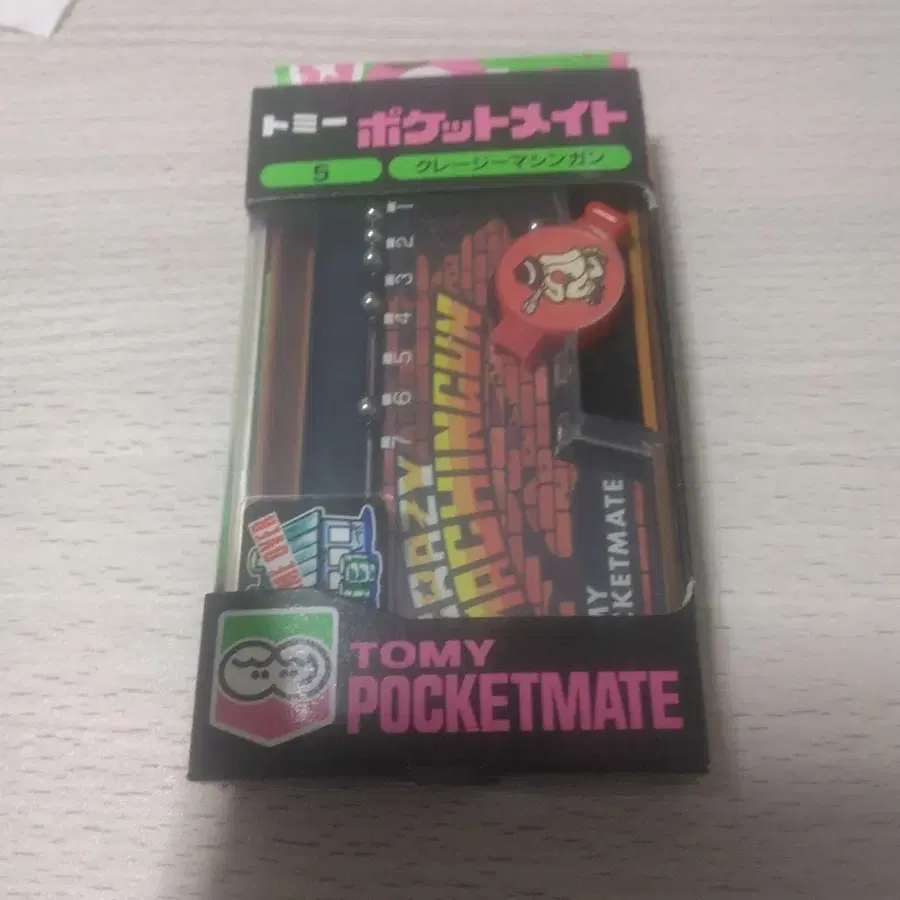 トミー ポケットメイト
5 クレージーマシンガン
1
2
3
4
5
6
7
CRAZY
MACHINGUN
POCKETMATE
TOMY
POCKETMATE